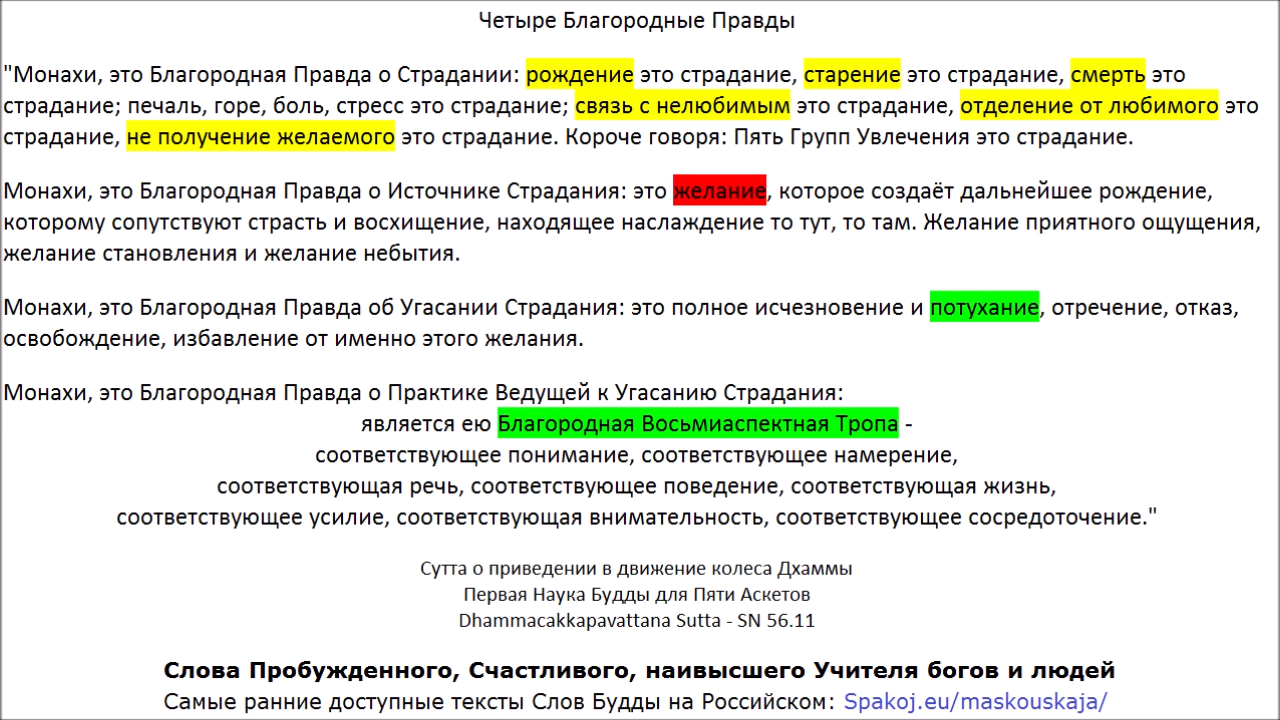 Четыре Благородные Правды
"Монахи, это Благородная Правда о Страдании: рождение это страдание, старение это страдание, смерть это
страдание; печаль, горе, боль, стресс это страдание; связь с нелюбимым это страдание, отделение от любимого это
страдание, не получение желаемого это страдание. Короче говоря: Пять Групп Увлечения это страдание.
Монахи, это Благородная Правда о Источнике Страдания: это желание, которое создаёт дальнейшее рождение,
которому сопутствуют страсть и восхищение, находящее наслаждение то тут, то там. Желание приятного ощущения,
желание становления и желание небытия.
Монахи, это Благородная Правда об Угасании Страдания: это полное исчезновение и потухание, отречение, отказ,
освобождение, избавление от именно этого желания.
Монахи, это Благородная Правда о Практике Ведущей к Угасанию Страдания:
является ею Благородная Восьмиаспектная Тропа -
соответствующее понимание, соответствующее намерение,
соответствующая речь, соответствующее поведение, соответствующая жизнь,
соответствующее усилие, соответствующая внимательность, соответствующее сосредоточение."
Сутта о приведении в движение колеса Дхаммы
Первая Наука Будды для Пяти Аскетов
Dhammacakkapavattana Sutta - SN 56.11
Слова Пробужденного, Счастливого, наивысшего Учителя богов и людей
Самые ранние доступные тексты Слов Будды на Российском: Spakoj.eu/maskouskaja/